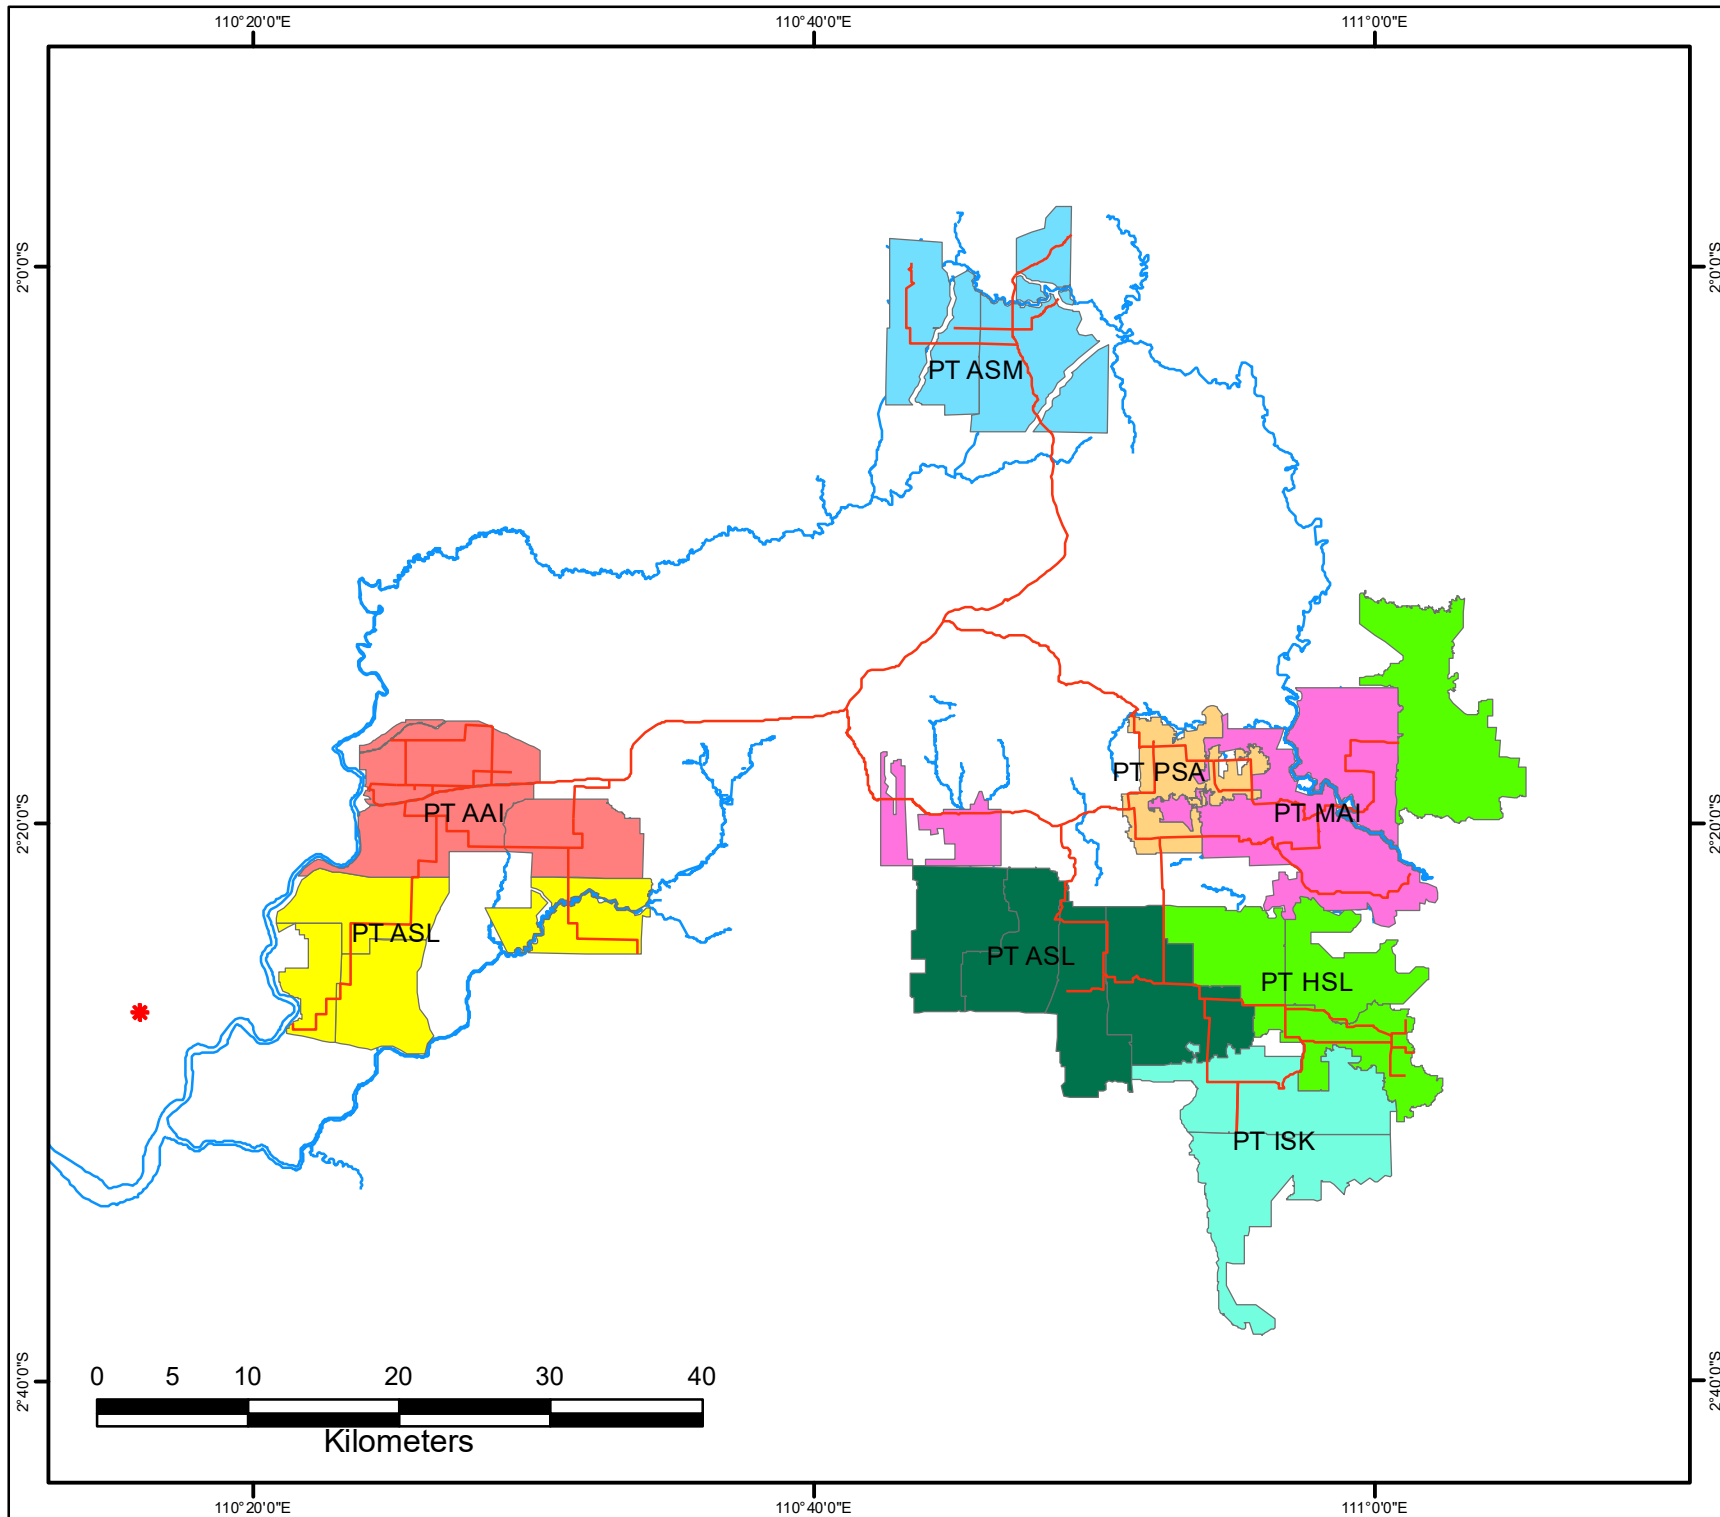 110°20'0"E 110°40'0"E 111°0'0"E
2°0'0"S 2°0'0"S
PT ASM
PT PSA
PT AAI PT MAI
2°20'0"S 2°20'0"S
PT ASL PT ASL
PT HSL
PT ISK
2°40'0"S 2°40'0"S
0 5 10 20 30 40
Kilometers
110°20'0"E 110°40'0"E 111°0'0"E